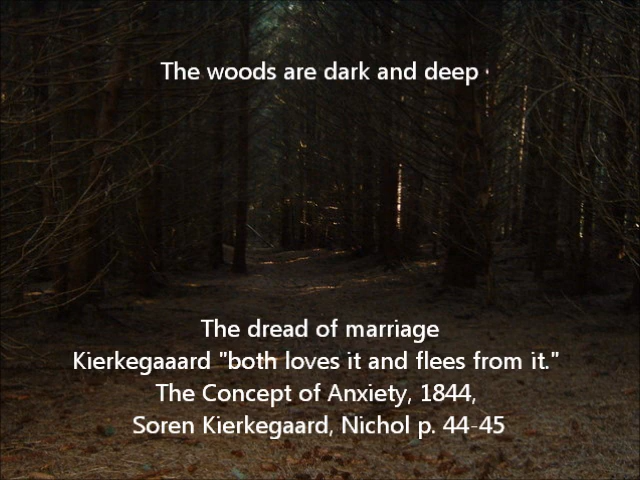 The woods are dark and deep
The dread of marriage
Kierkegaaard "both loves it and flees from it."
The Concept of Anxiety, 1844,
Soren Kierkegaard, Nichol p. 44-45